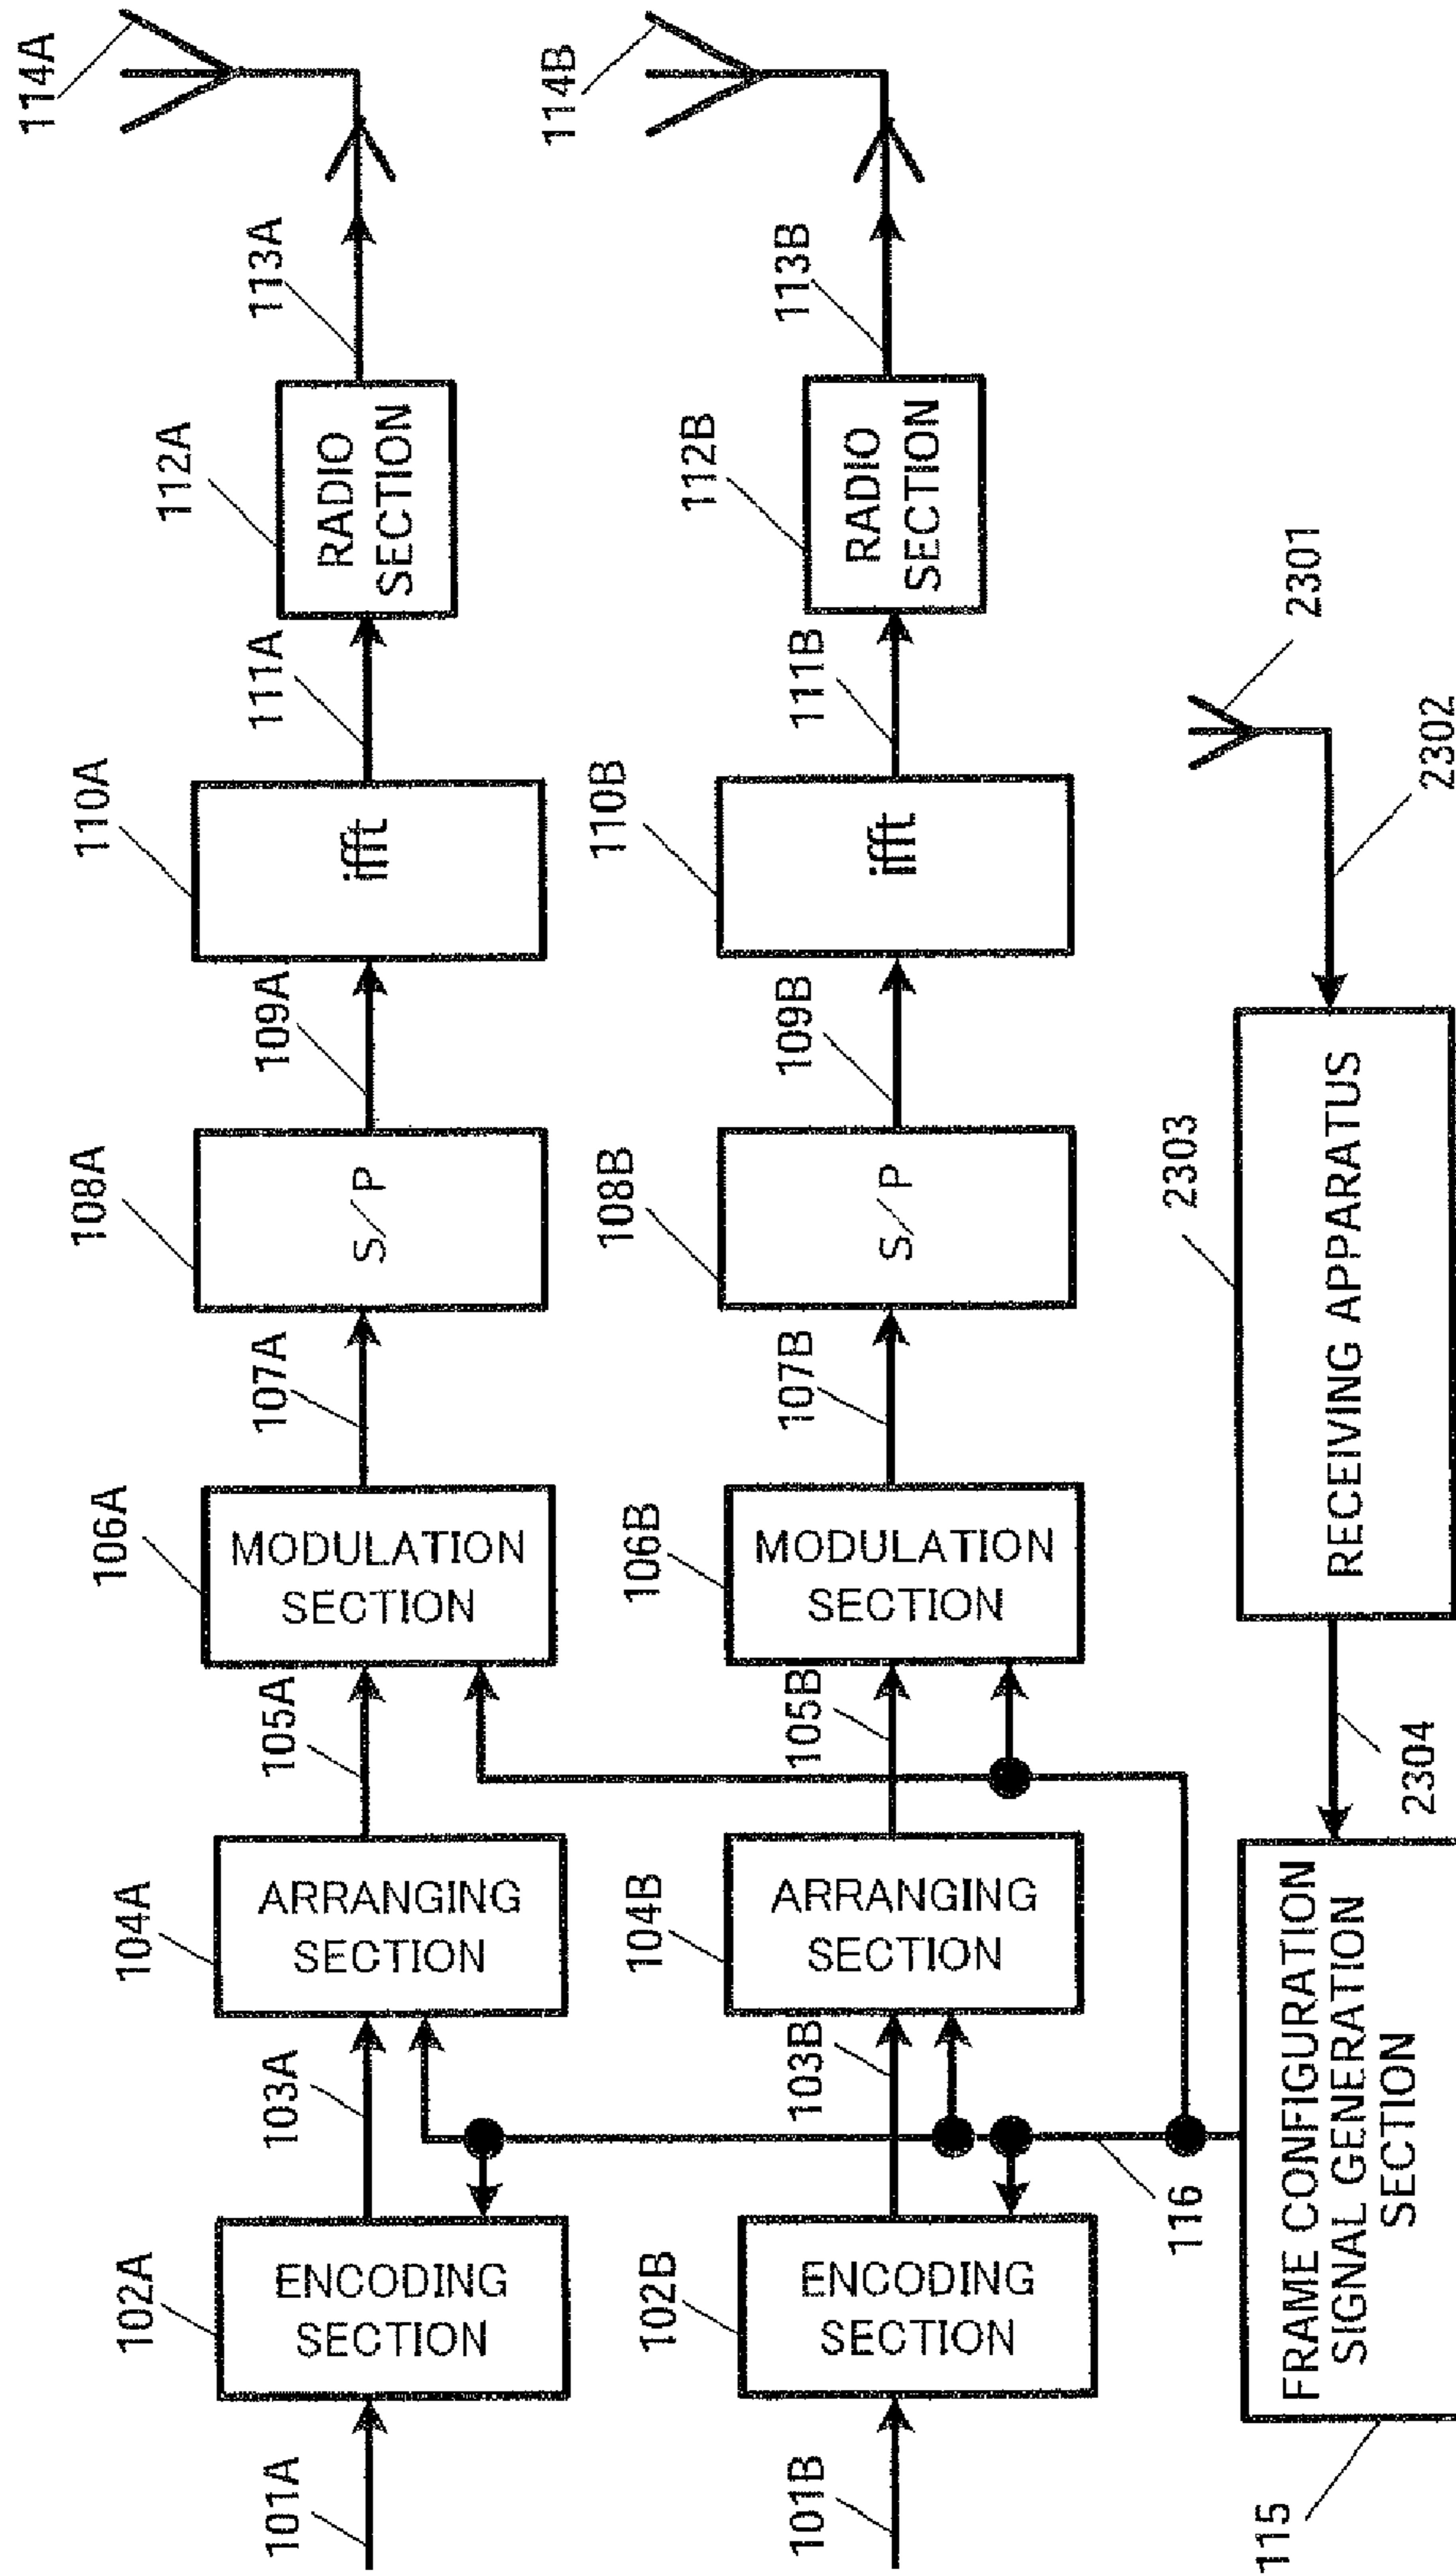 101A
102A
ENCODING
SECTION
103A
104A
ARRANGING
SECTION
105A
106A
MODULATION
SECTION
107A
108A
S/P
109A
110A
ifft
111A
112A
RADIO
SECTION
113A
114A
101B
102B
ENCODING
SECTION
103B
104B
ARRANGING
SECTION
105B
106B
MODULATION
SECTION
107B
108B
S/P
109B
110B
ifft
111B
112B
RADIO
SECTION
113B
114B
115
FRAME CONFIGURATION
SIGNAL GENERATION
SECTION
116
2304
2303
RECEIVING APPARATUS
2302
2301